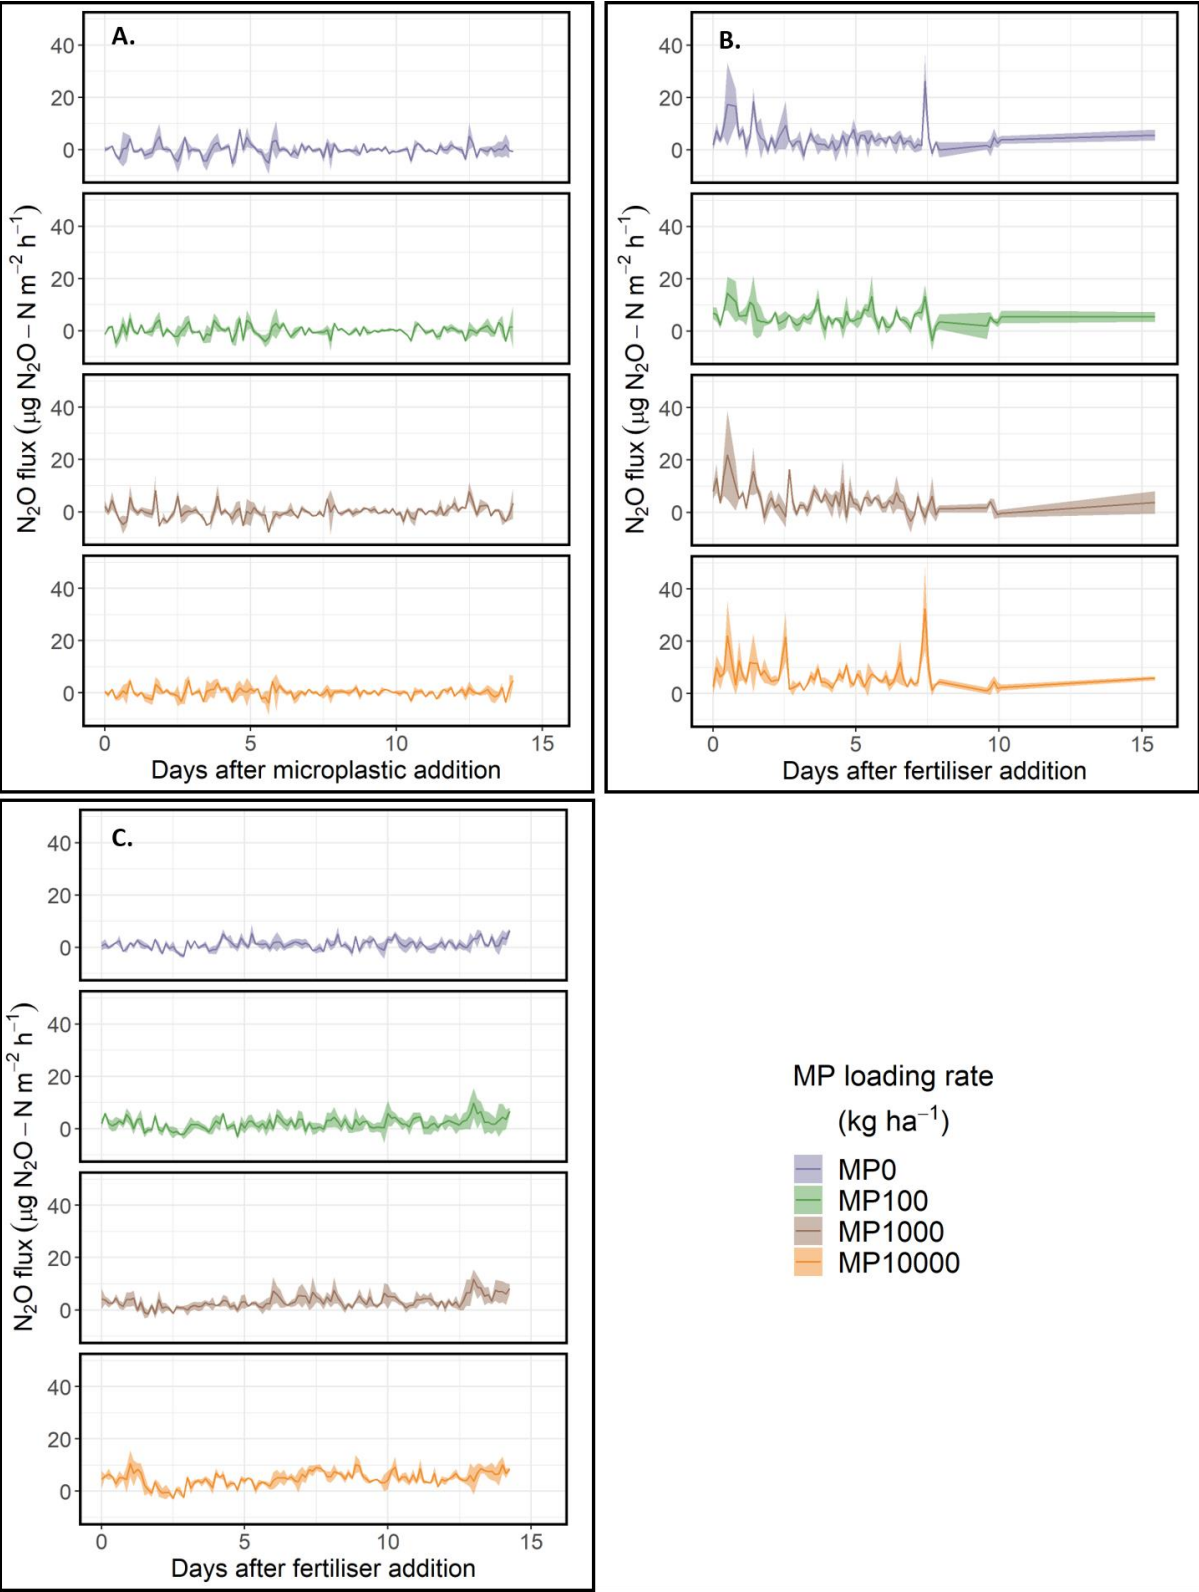 A.
40
20
0
40
20
0
40
20
0
40
20
0
N₂O flux (μg N₂O – N m⁻² h⁻¹)
0 5 10 15
Days after microplastic addition
B.
40
20
0
40
20
0
40
20
0
40
20
0
N₂O flux (μg N₂O – N m⁻² h⁻¹)
0 5 10 15
Days after fertiliser addition
C.
40
20
0
40
20
0
40
20
0
40
20
0
N₂O flux (μg N₂O – N m⁻² h⁻¹)
0 5 10 15
Days after fertiliser addition
MP loading rate
(kg ha⁻¹)
MP0
MP100
MP1000
MP10000